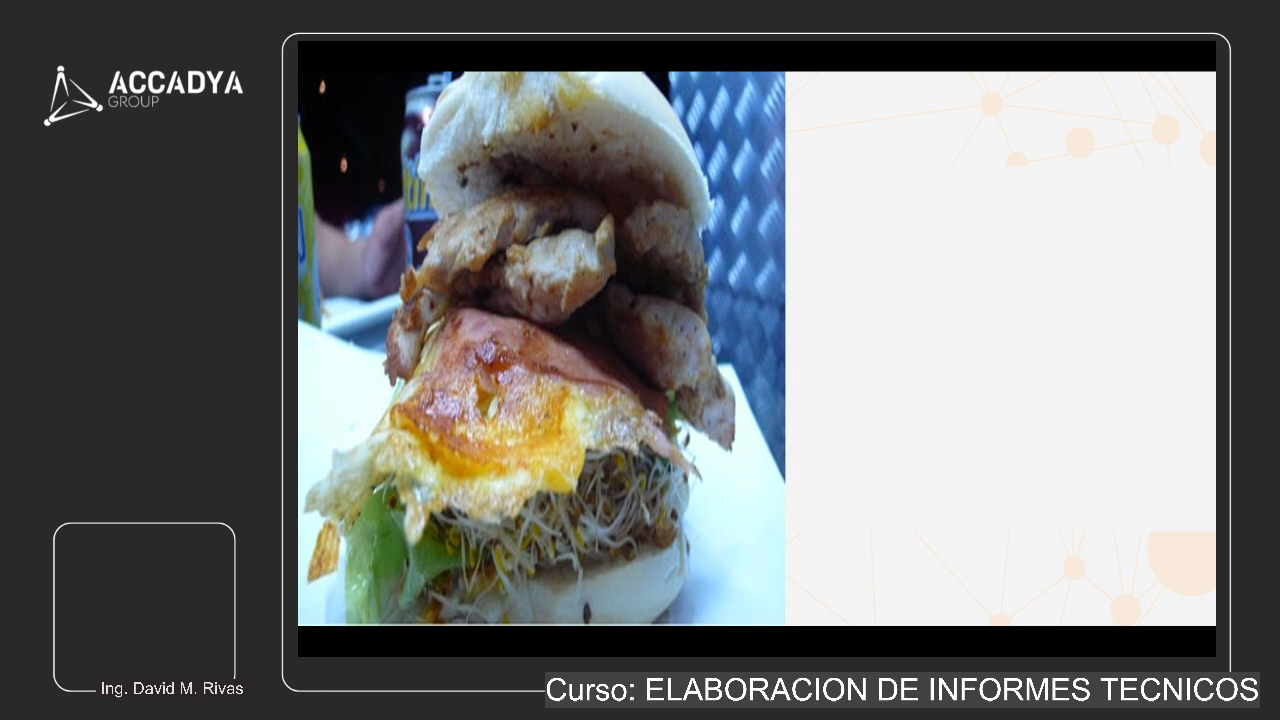 ACCADYA
GROUP
Ing. David M. Rivas
Curso: ELABORACION DE INFORMES TECNICOS